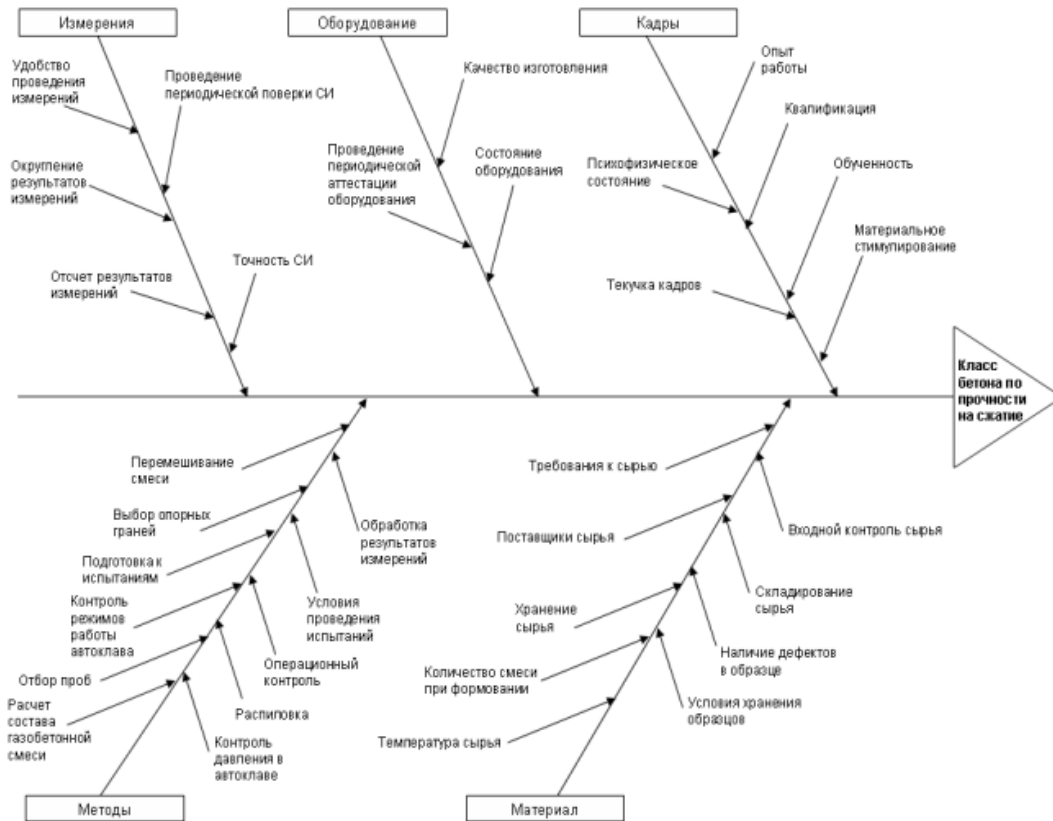 Измерения
Оборудование
Кадры
Удобство
проведения
измерений
Проведение
периодической поверки СИ
Округление
результатов
измерений
Отсчет результатов
измерений
Точность СИ
Качество изготовления
Проведение
периодической
аттестации
оборудования
Состояние
оборудования
Опыт
работы
Квалификация
Психофизическое
состояние
Обученность
Материальное
стимулирование
Текучка кадров
Класс
бетона по
прочности
на сжатие
Перемешивание
смеси
Выбор опорных
граней
Подготовка к
испытаниям
Контроль
режимов
работы
автоклава
Отбор проб
Расчет
состава
газобетонной
смеси
Обработка
результатов
измерений
Условия
проведения
испытаний
Операционный
контроль
Распиловка
Контроль
давления в
автоклаве
Требования к сырью
Поставщики сырья
Хранение
сырья
Количество смеси
при формовании
Температура сырья
Входной контроль сырья
Складирование
сырья
Наличие дефектов
в образце
Условия хранения
образцов
Методы
Материал